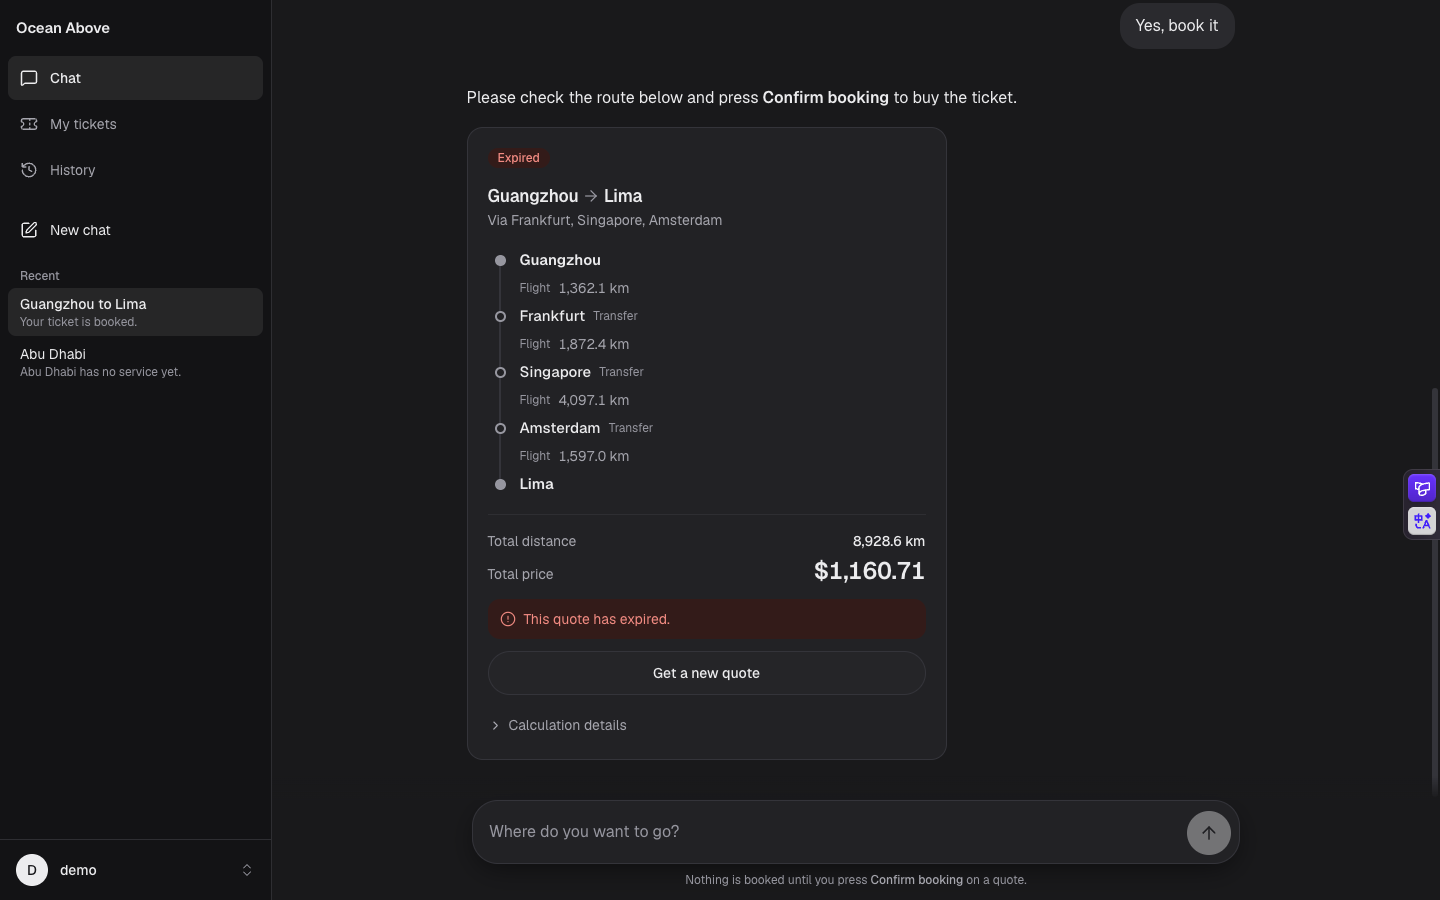 Ocean Above
Chat
My tickets
History
New chat
Recent
Guangzhou to Lima
Your ticket is booked.
Abu Dhabi
Abu Dhabi has no service yet.
D
demo
Yes, book it
Please check the route below and press Confirm booking to buy the ticket.
Expired
Guangzhou → Lima
Via Frankfurt, Singapore, Amsterdam
Guangzhou
Flight 1,362.1 km
Frankfurt Transfer
Flight 1,872.4 km
Singapore Transfer
Flight 4,097.1 km
Amsterdam Transfer
Flight 1,597.0 km
Lima
Total distance 8,928.6 km
Total price $1,160.71
This quote has expired.
Get a new quote
Calculation details
Where do you want to go?
Nothing is booked until you press Confirm booking on a quote.
中A